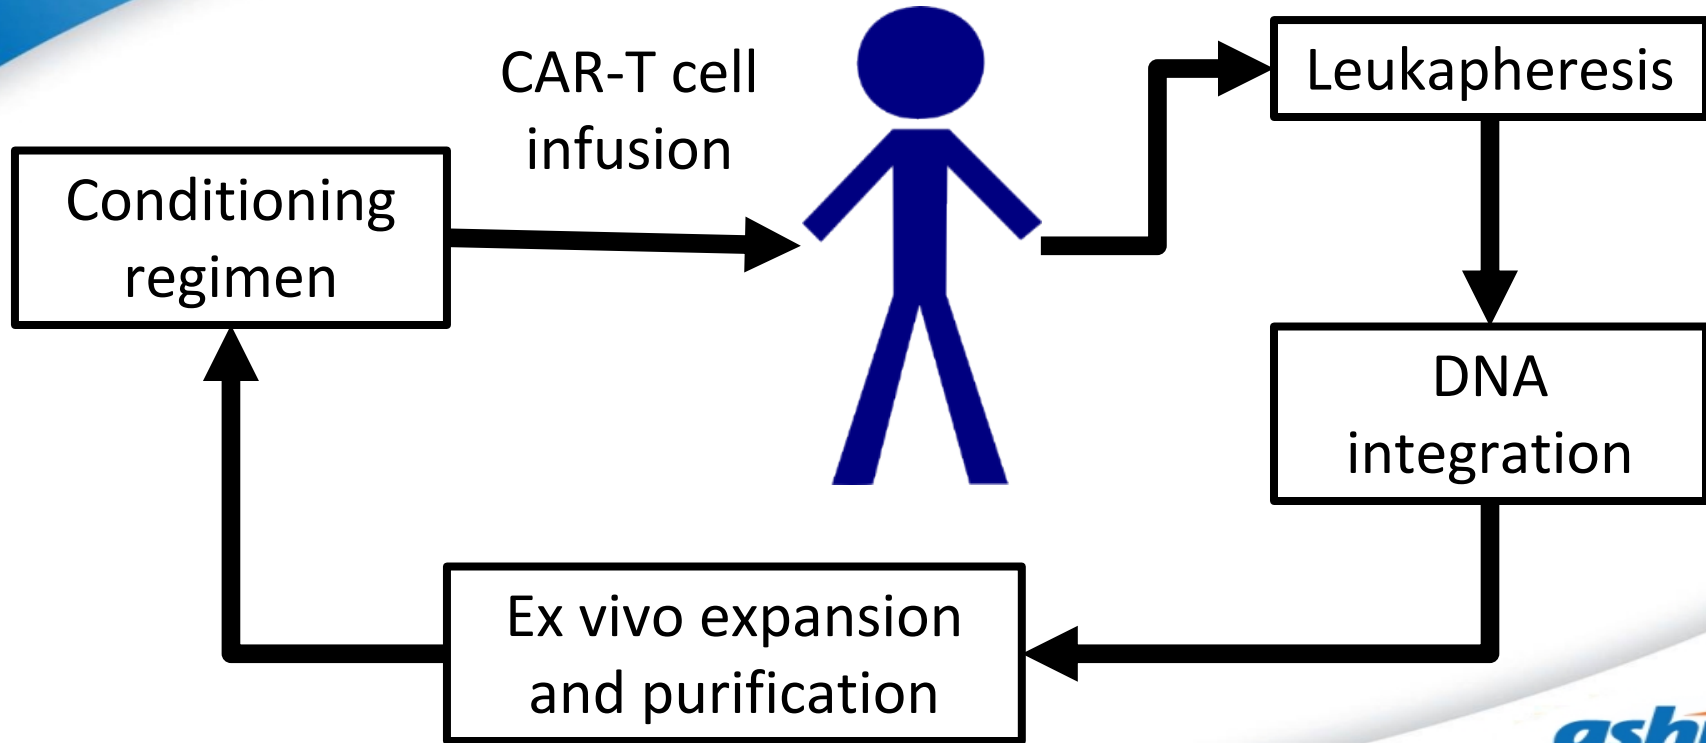 CAR-T cell
infusion
Leukapheresis
Conditioning
regimen
DNA
integration
Ex vivo expansion
and purification